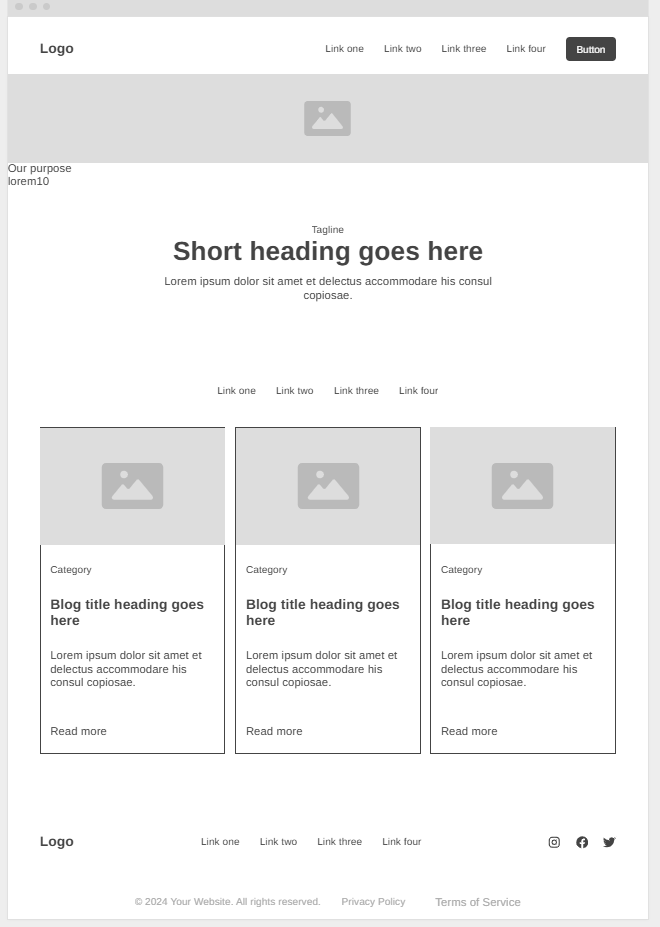 Logo
Link one Link two Link three Link four Button
Our purpose
lorem10
Tagline
Short heading goes here
Lorem ipsum dolor sit amet et delectus accommodare his consul
copiosae.
Link one Link two Link three Link four
Category
Blog title heading goes
here
Lorem ipsum dolor sit amet et
delectus accommodare his
consul copiosae.
Read more
Category
Blog title heading goes
here
Lorem ipsum dolor sit amet et
delectus accommodare his
consul copiosae.
Read more
Category
Blog title heading goes
here
Lorem ipsum dolor sit amet et
delectus accommodare his
consul copiosae.
Read more
Logo
Link one Link two Link three Link four
© 2024 Your Website. All rights reserved. Privacy Policy Terms of Service